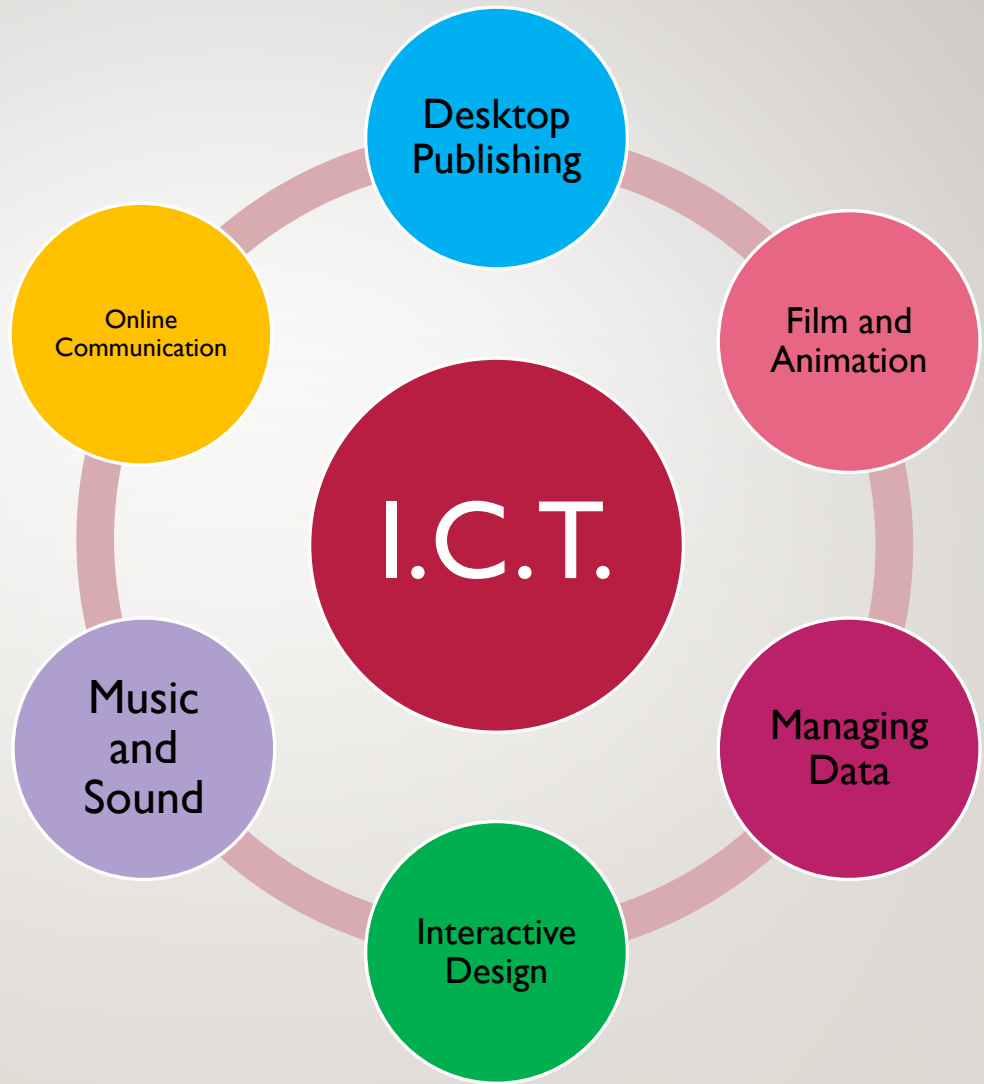 Desktop
Publishing
Film and
Animation
Managing
Data
Interactive
Design
Music
and
Sound
Online
Communication
I.C.T.